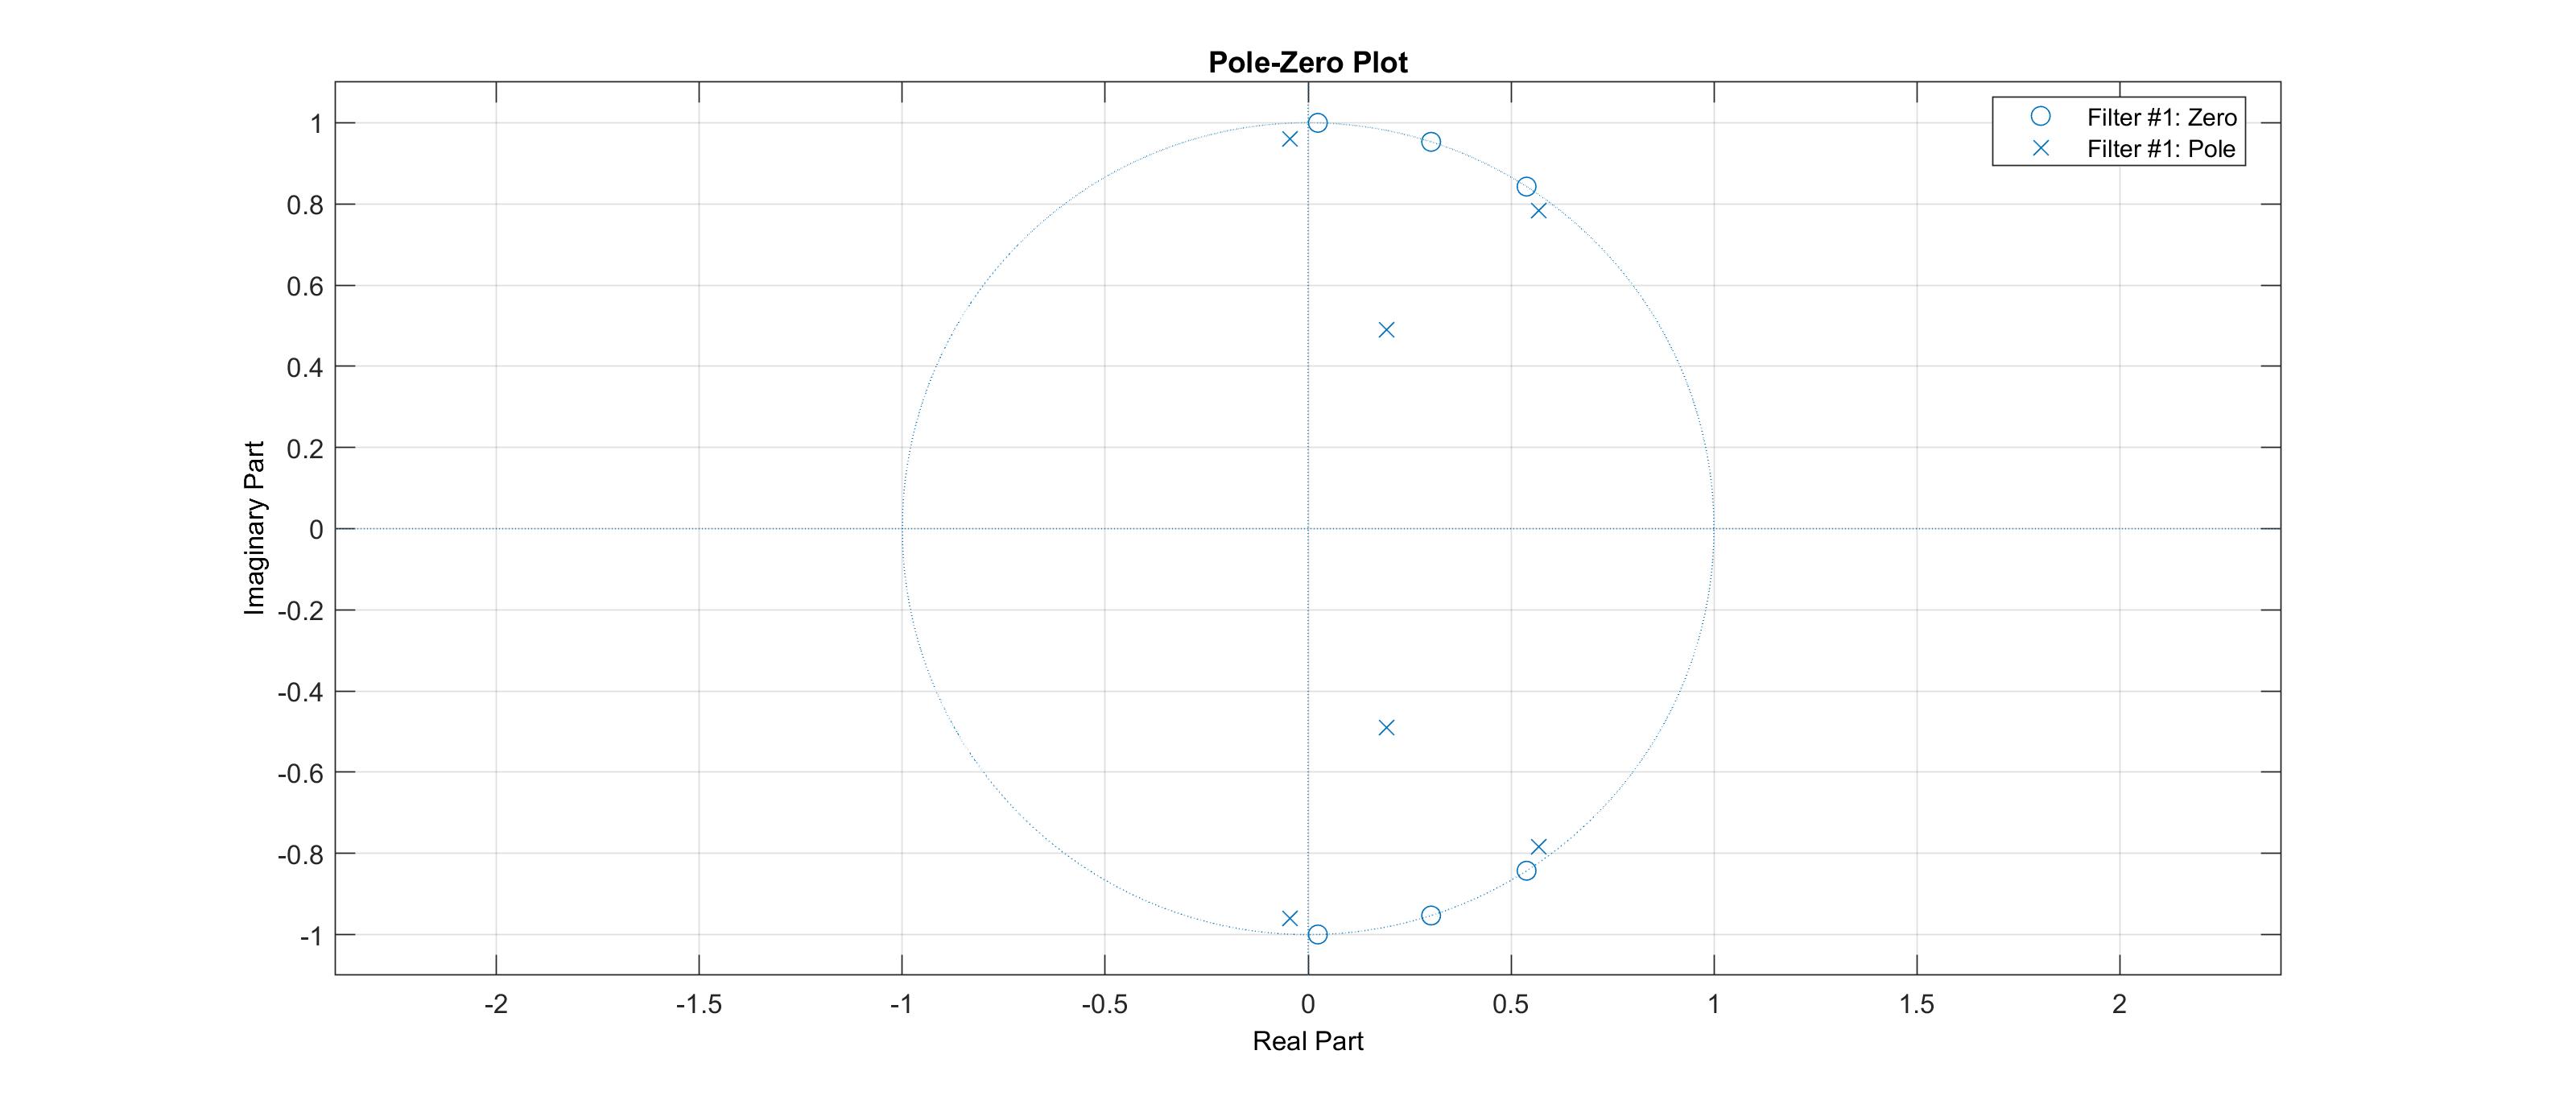 Pole-Zero Plot
Filter #1: Zero
Filter #1: Pole
1
0.8
0.6
0.4
0.2
0
-0.2
-0.4
-0.6
-0.8
-1
Imaginary Part
-2 -1.5 -1 -0.5 0 0.5 1 1.5 2
Real Part